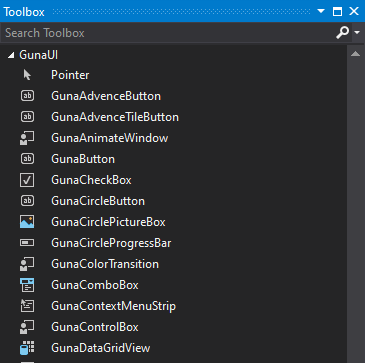 Toolbox
Search Toolbox
GunaUI
Pointer
GunaAdvenceButton
GunaAdvenceTileButton
GunaAnimateWindow
GunaButton
GunaCheckBox
GunaCircleButton
GunaCirclePictureBox
GunaCircleProgressBar
GunaColorTransition
GunaComboBox
GunaContextMenuStrip
GunaControlBox
GunaDataGridView